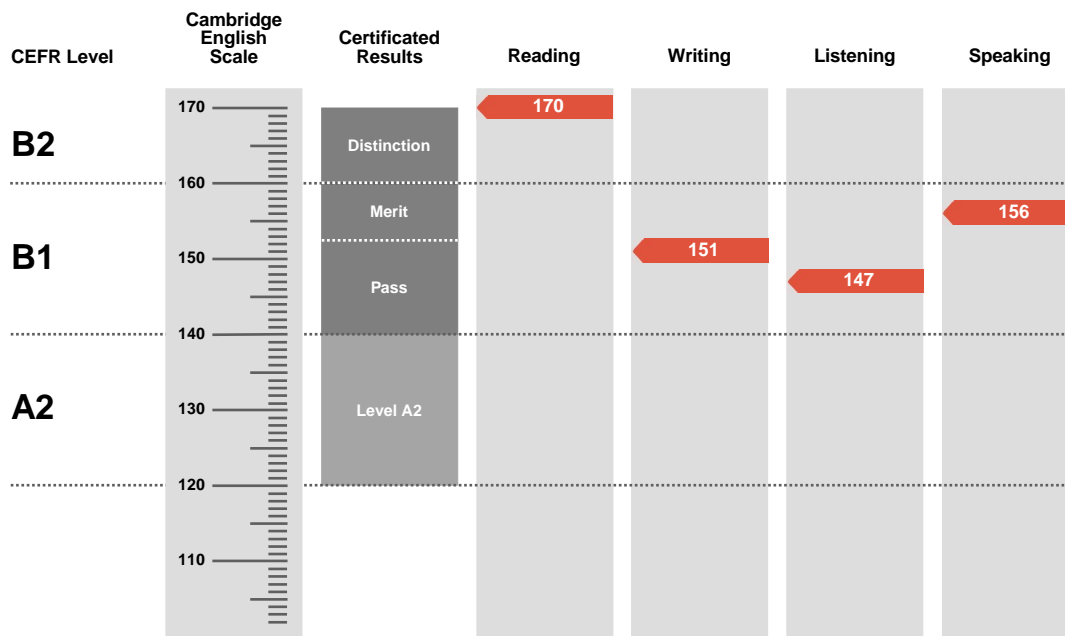 CEFR Level
Cambridge
English
Scale
Certificated
Results
Reading
Writing
Listening
Speaking
170
170
B2
Distinction
160
Merit
156
B1
150
151
Pass
147
140
A2
130
Level A2
120
110